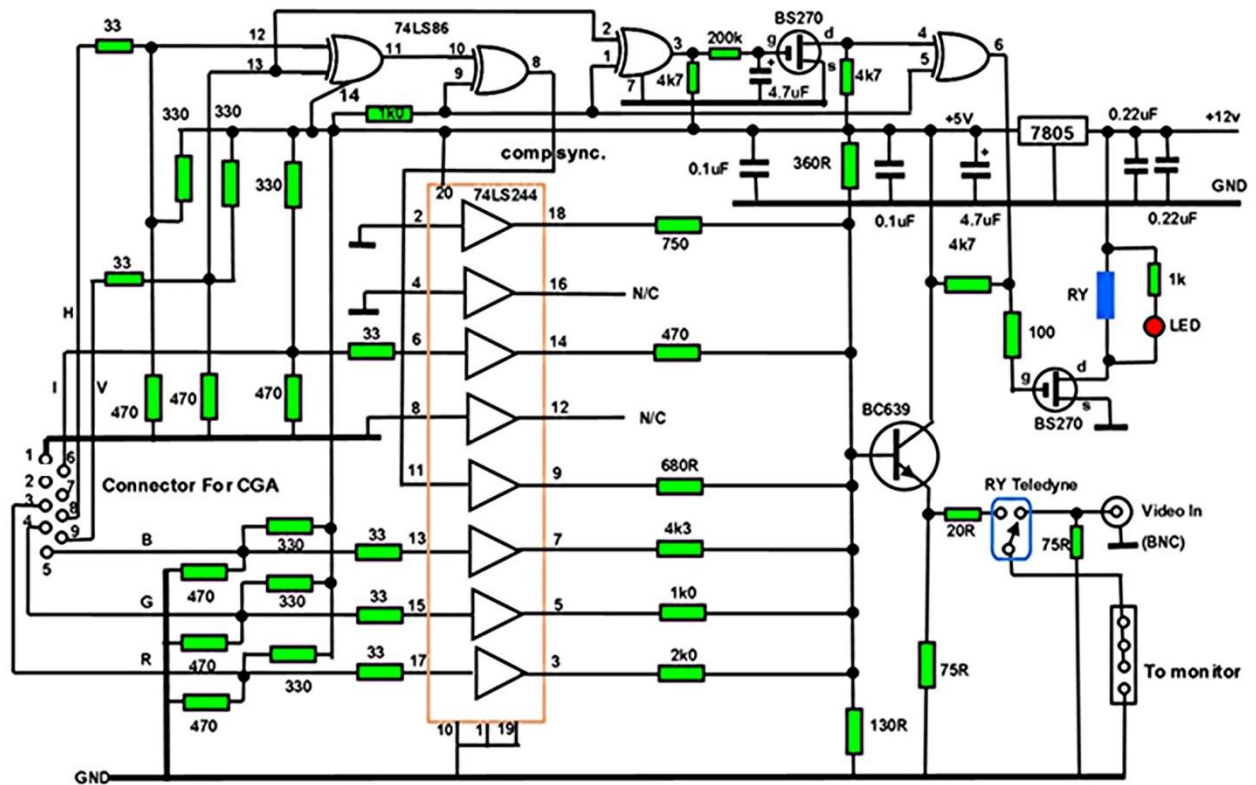 33
74LS86
12
13
11
10
9
8
14
2
1
3
7
200k
4k7
BS270
g
d
s
4.7uF
4k7
4
5
6
330
330
330
1k0
comp sync.
0.1uF
360R
+5V
0.1uF
4.7uF
7805
0.22uF
+12v
GND
0.22uF
20
74LS244
2
18
750
4
16
N/C
33
6
14
470
8
12
N/C
11
9
680R
33
13
7
4k3
33
15
5
1k0
33
17
3
2k0
10
1
19
130R
33
H
I
V
470
470
470
1
2
3
4
5
6
7
8
9
Connector For CGA
B
G
R
330
470
330
470
330
470
GND
4k7
100
RY
1k
LED
g
d
s
BS270
BC639
RY Teledyne
20R
75R
Video In
(BNC)
75R
To monitor